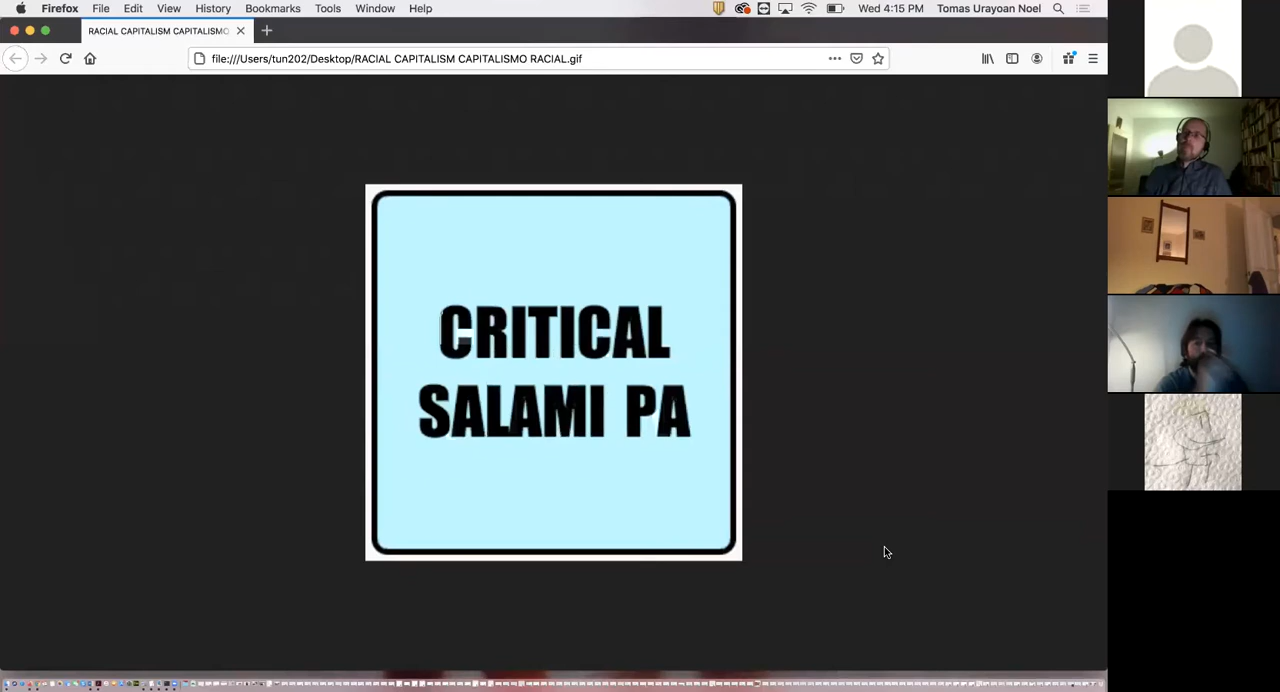 Firefox File Edit View History Bookmarks Tools Window Help Wed 4:15 PM Tomas Urayoan Noel
RACIAL CAPITALISM CAPITALISMO
file:///Users/tun202/Desktop/RACIAL CAPITALISM CAPITALISMO RACIAL.gif
CRITICAL
SALAMI PA